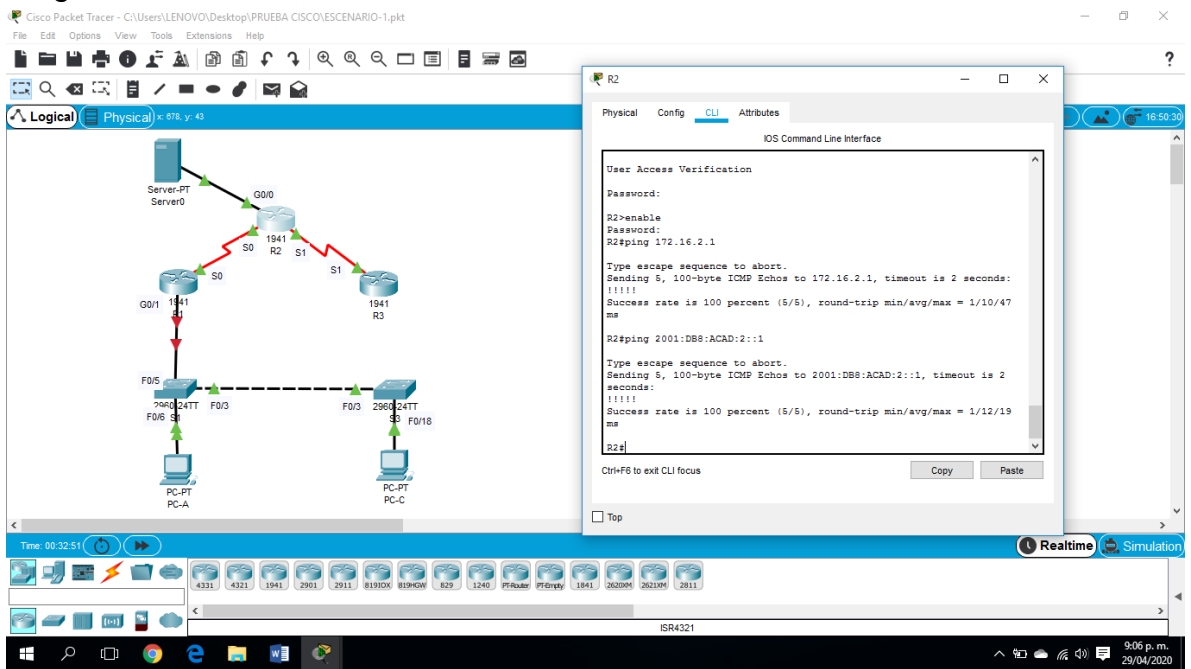 Cisco Packet Tracer - C:\Users\LENOVO\Desktop\PRUEBA CISCO\ESCENARIO-1.pkt
File Edit Options View Tools Extensions Help
?
Logical Physical x: 678, y: 43
16:50:30
Server-PT
Server0
G0/0
1941
R2
S0
S1
S0
S1
G0/1
1941
R1
1941
R3
F0/5
2960-24TT
S1
F0/3
F0/6
F0/3
2960-24TT
S3
F0/18
PC-PT
PC-A
PC-PT
PC-C
R2
Physical Config CLI Attributes
IOS Command Line Interface
User Access Verification
Password:
R2>enable
Password:
R2#ping 172.16.2.1
Type escape sequence to abort.
Sending 5, 100-byte ICMP Echos to 172.16.2.1, timeout is 2 seconds:
!!!!!
Success rate is 100 percent (5/5), round-trip min/avg/max = 1/10/47
ms
R2#ping 2001:DB8:ACAD:2::1
Type escape sequence to abort.
Sending 5, 100-byte ICMP Echos to 2001:DB8:ACAD:2::1, timeout is 2
seconds:
!!!!!
Success rate is 100 percent (5/5), round-trip min/avg/max = 1/12/19
ms
R2#
Ctrl+F6 to exit CLI focus
Copy Paste
Top
Time: 00:32:51
Realtime Simulation
4331 4321 1941 2901 2911 819IOX 819HGW 829 1240 PT-Router PT-Empty 1841 2620XM 2621XM 2811
ISR4321
9:06 p. m.
29/04/2020